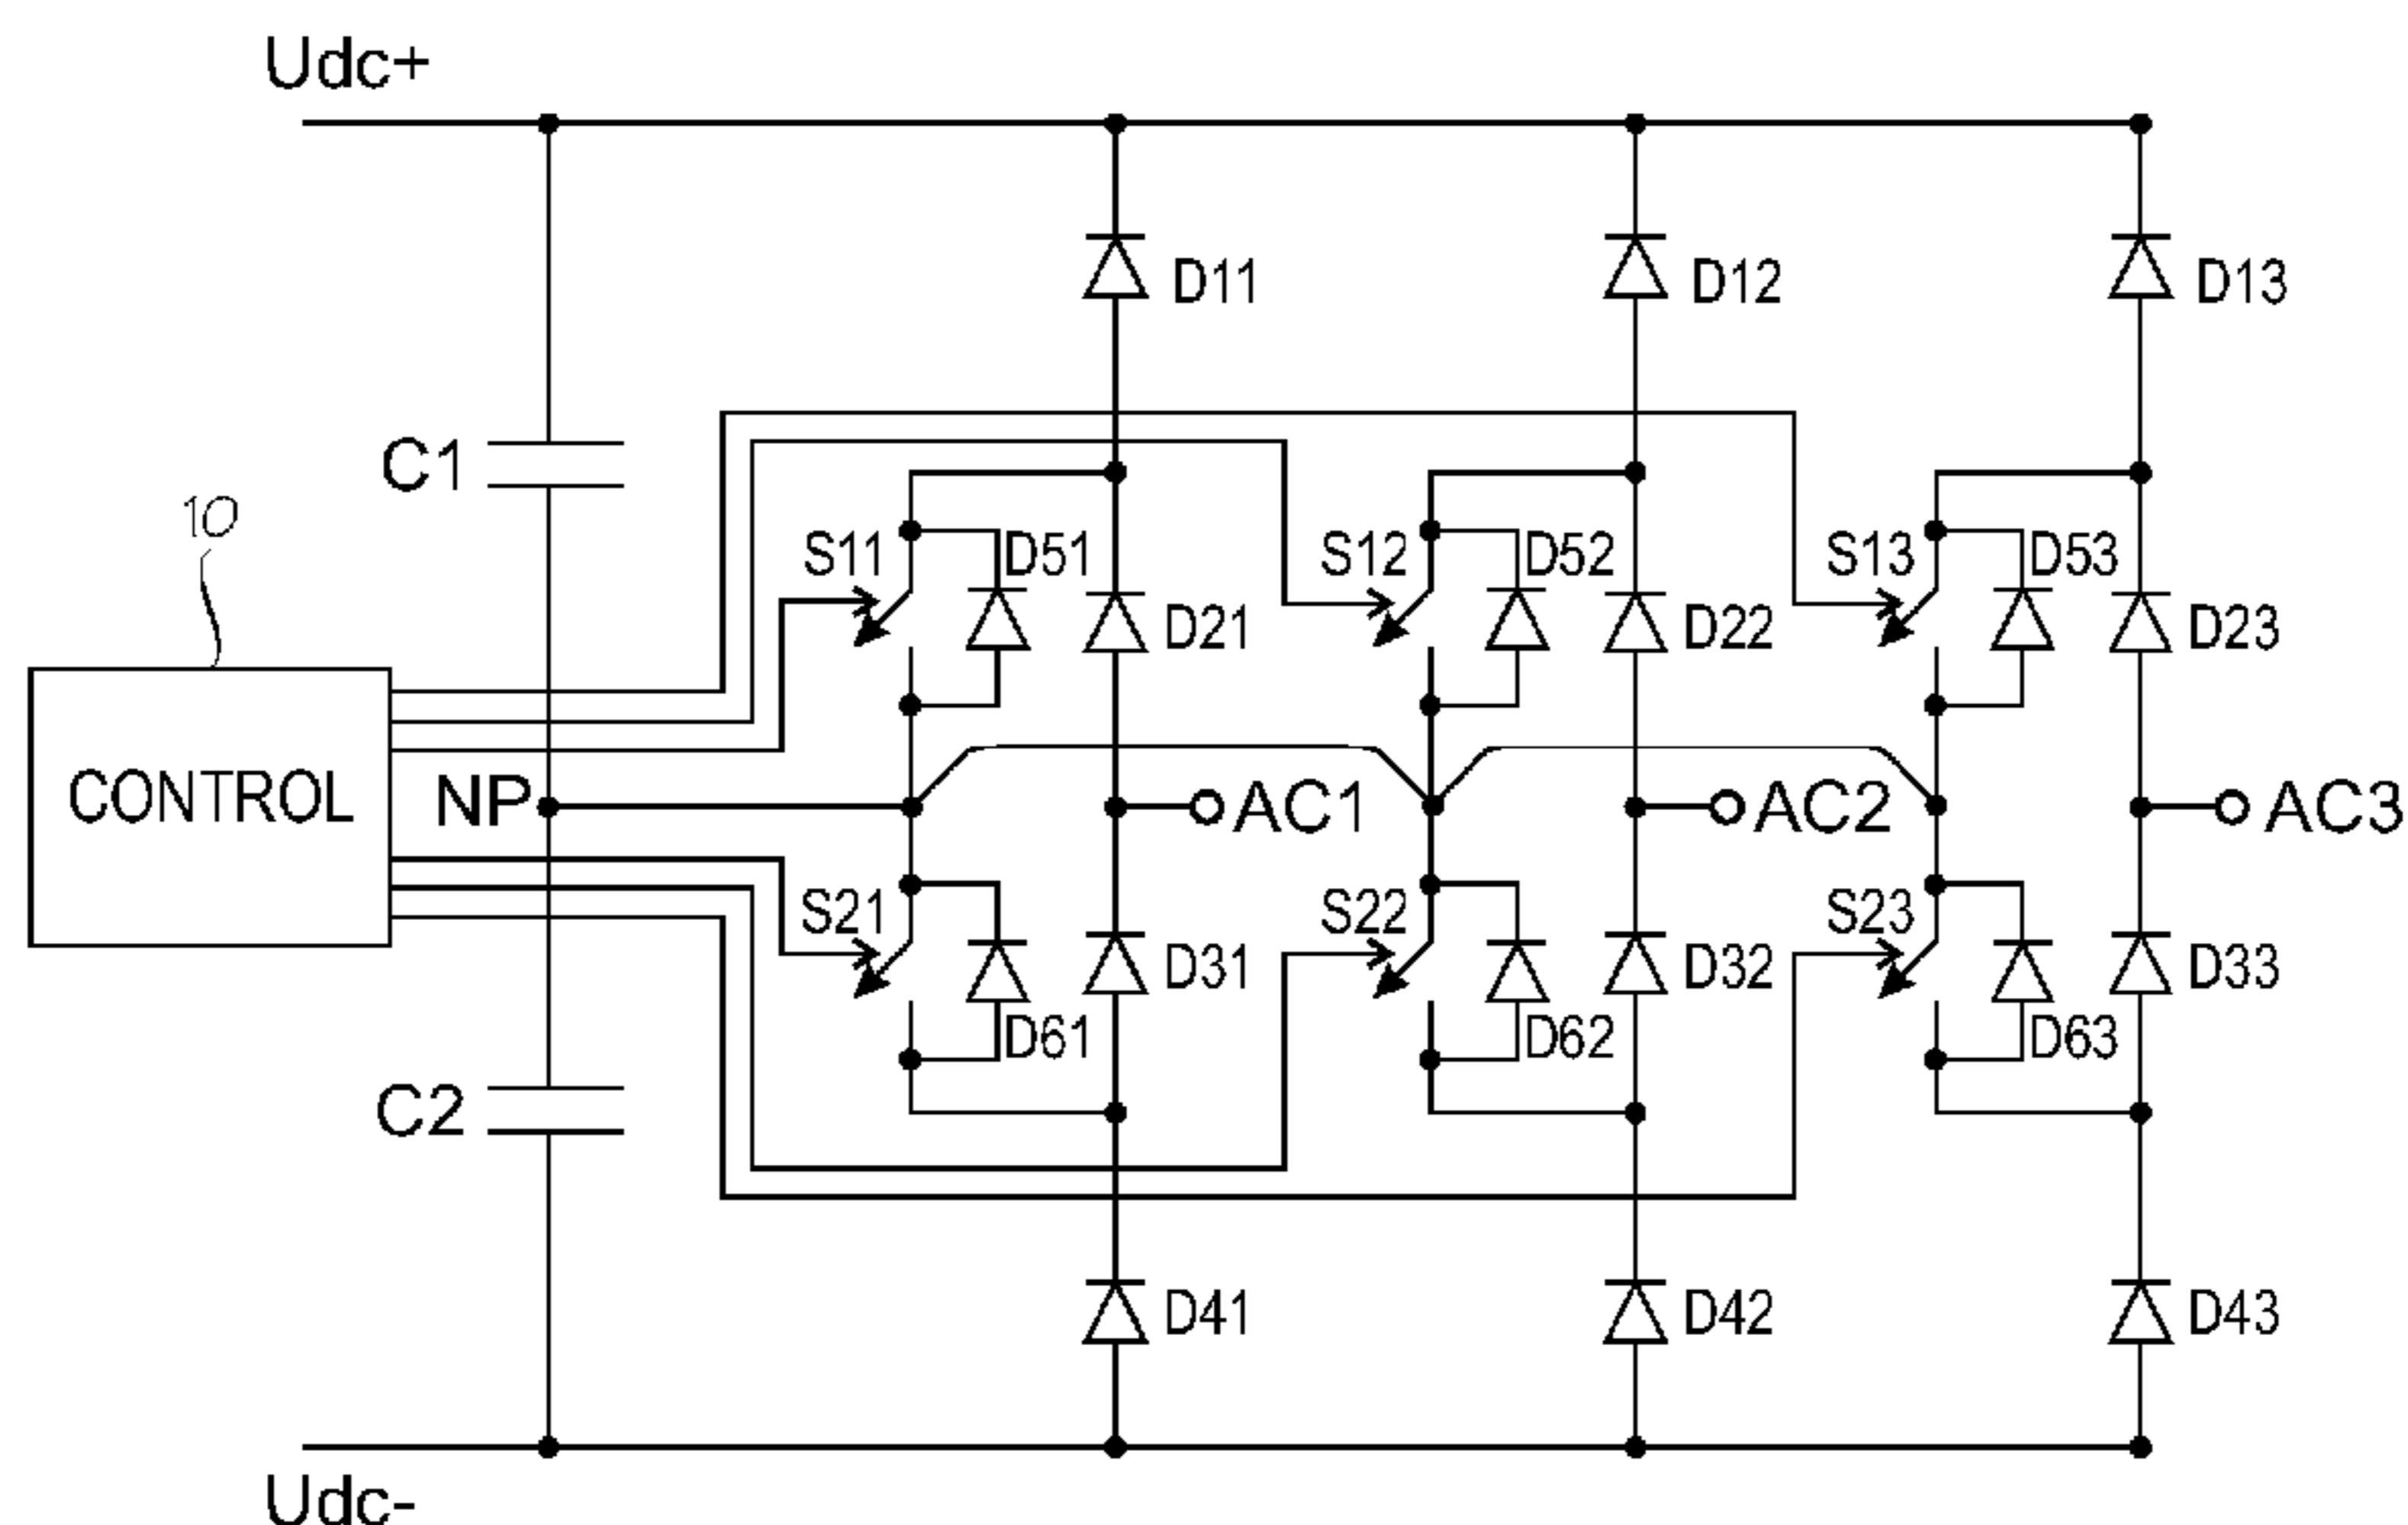 Udc+
D11
D12
D13
C1
10
S11
D51
S12
D52
S13
D53
D21
D22
D23
CONTROL
NP
AC1
AC2
AC3
S21
S22
S23
D31
D32
D33
D61
D62
D63
C2
D41
D42
D43
Udc-